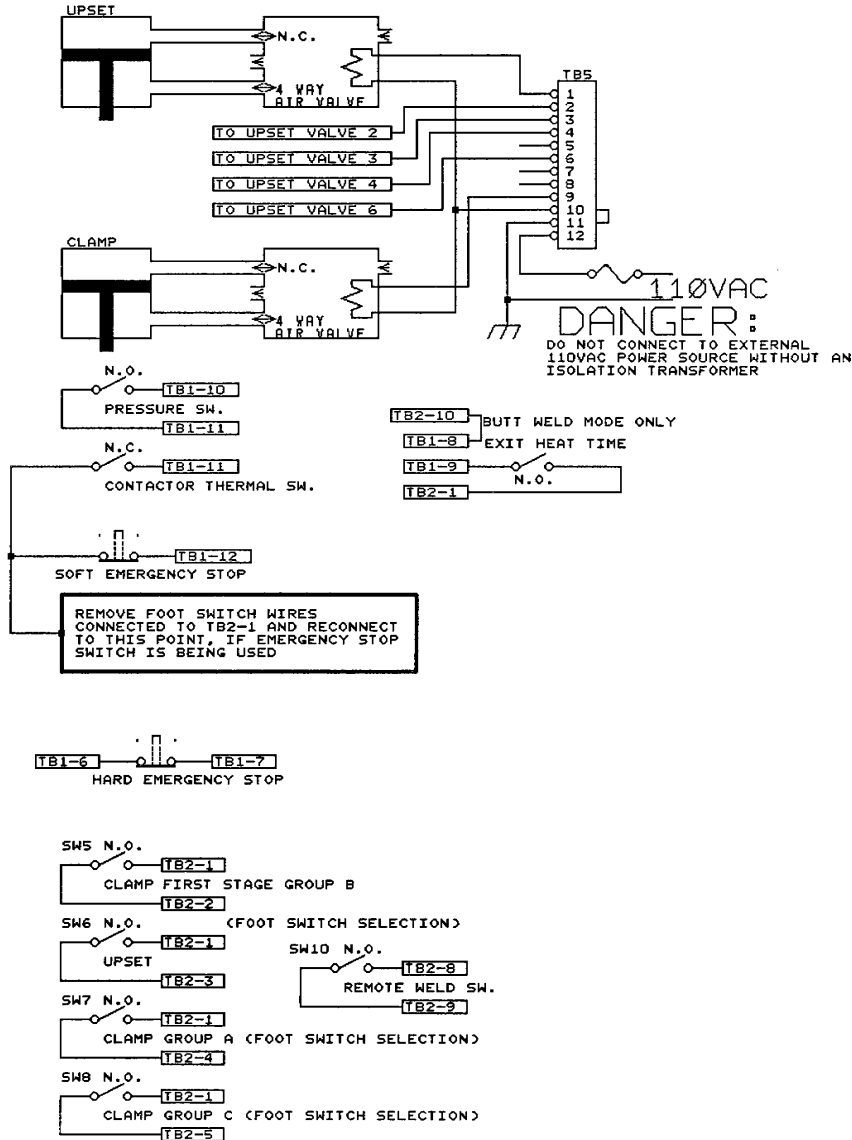 UPSET
N.C.
4 WAY
AIR VALVE
TB5
1
2
3
4
5
6
7
8
9
10
11
12
TO UPSET VALVE 2
TO UPSET VALVE 3
TO UPSET VALVE 4
TO UPSET VALVE 6
CLAMP
N.C.
4 WAY
AIR VALVE
110VAC
DANGER:
DO NOT CONNECT TO EXTERNAL
110VAC POWER SOURCE WITHOUT AN
ISOLATION TRANSFORMER
N.O.
TB1-10
PRESSURE SW.
TB1-11
N.C.
TB1-11
CONTACTOR THERMAL SW.
TB2-10
BUTT WELD MODE ONLY
TB1-8
EXIT HEAT TIME
TB1-9
N.O.
TB2-1
TB1-12
SOFT EMERGENCY STOP
REMOVE FOOT SWITCH WIRES
CONNECTED TO TB2-1 AND RECONNECT
TO THIS POINT, IF EMERGENCY STOP
SWITCH IS BEING USED
TB1-6
TB1-7
HARD EMERGENCY STOP
SW5 N.O.
TB2-1
CLAMP FIRST STAGE GROUP B
TB2-2
(FOOT SWITCH SELECTION)
SW6 N.O.
TB2-1
UPSET
TB2-3
SW10 N.O.
TB2-8
REMOTE WELD SW.
TB2-9
SW7 N.O.
TB2-1
CLAMP GROUP A (FOOT SWITCH SELECTION)
TB2-4
SW8 N.O.
TB2-1
CLAMP GROUP C (FOOT SWITCH SELECTION)
TB2-5